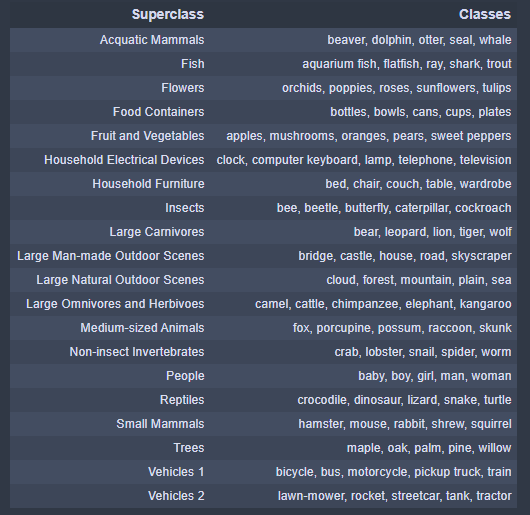 Superclass Classes
Acquatic Mammals beaver, dolphin, otter, seal, whale
Fish aquarium fish, flatfish, ray, shark, trout
Flowers orchids, poppies, roses, sunflowers, tulips
Food Containers bottles, bowls, cans, cups, plates
Fruit and Vegetables apples, mushrooms, oranges, pears, sweet peppers
Household Electrical Devices clock, computer keyboard, lamp, telephone, television
Household Furniture bed, chair, couch, table, wardrobe
Insects bee, beetle, butterfly, caterpillar, cockroach
Large Carnivores bear, leopard, lion, tiger, wolf
Large Man-made Outdoor Scenes bridge, castle, house, road, skyscraper
Large Natural Outdoor Scenes cloud, forest, mountain, plain, sea
Large Omnivores and Herbivoes camel, cattle, chimpanzee, elephant, kangaroo
Medium-sized Animals fox, porcupine, possum, raccoon, skunk
Non-insect Invertebrates crab, lobster, snail, spider, worm
People baby, boy, girl, man, woman
Reptiles crocodile, dinosaur, lizard, snake, turtle
Small Mammals hamster, mouse, rabbit, shrew, squirrel
Trees maple, oak, palm, pine, willow
Vehicles 1 bicycle, bus, motorcycle, pickup truck, train
Vehicles 2 lawn-mower, rocket, streetcar, tank, tractor